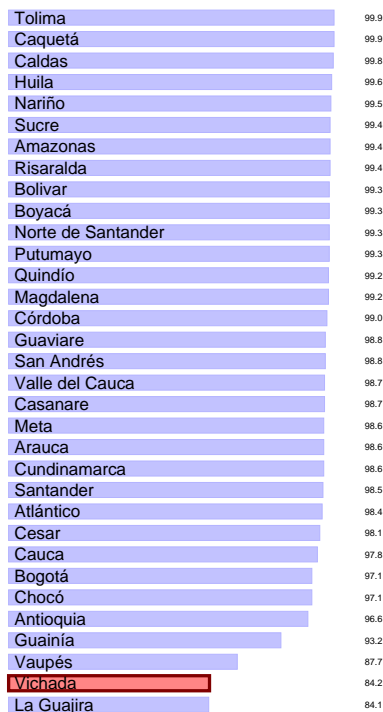 Tolima 99.9
Caquetá 99.9
Caldas 99.8
Huila 99.6
Nariño 99.5
Sucre 99.4
Amazonas 99.4
Risaralda 99.4
Bolivar 99.3
Boyacá 99.3
Norte de Santander 99.3
Putumayo 99.3
Quindío 99.2
Magdalena 99.2
Córdoba 99.0
Guaviare 98.8
San Andrés 98.8
Valle del Cauca 98.7
Casanare 98.7
Meta 98.6
Arauca 98.6
Cundinamarca 98.6
Santander 98.5
Atlántico 98.4
Cesar 98.1
Cauca 97.8
Bogotá 97.1
Chocó 97.1
Antioquia 96.6
Guainía 93.2
Vaupés 87.7
Vichada 84.2
La Guajira 84.1